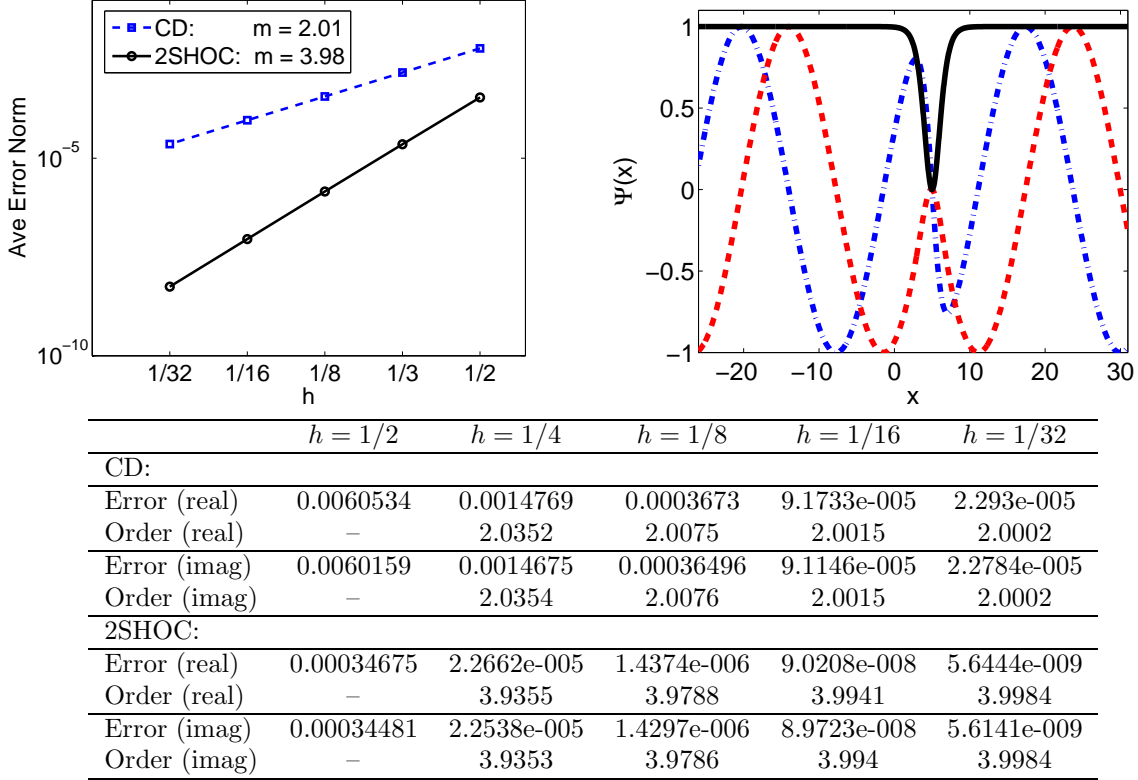 CD: m = 2.01
2SHOC: m = 3.98
Ave Error Norm
10^{-5}
10^{-10}
1/32 1/16 1/8 1/3 1/2
h
Ψ(x)
1
0.5
0
−0.5
−1
−20 −10 0 10 20 30
x
h = 1/2 h = 1/4 h = 1/8 h = 1/16 h = 1/32
CD:
Error (real) 0.0060534 0.0014769 0.0003673 9.1733e-005 2.293e-005
Order (real) – 2.0352 2.0075 2.0015 2.0002
Error (imag) 0.0060159 0.0014675 0.00036496 9.1146e-005 2.2784e-005
Order (imag) – 2.0354 2.0076 2.0015 2.0002
2SHOC:
Error (real) 0.00034675 2.2662e-005 1.4374e-006 9.0208e-008 5.6444e-009
Order (real) – 3.9355 3.9788 3.9941 3.9984
Error (imag) 0.00034481 2.2538e-005 1.4297e-006 8.9723e-008 5.6141e-009
Order (imag) – 3.9353 3.9786 3.994 3.9984